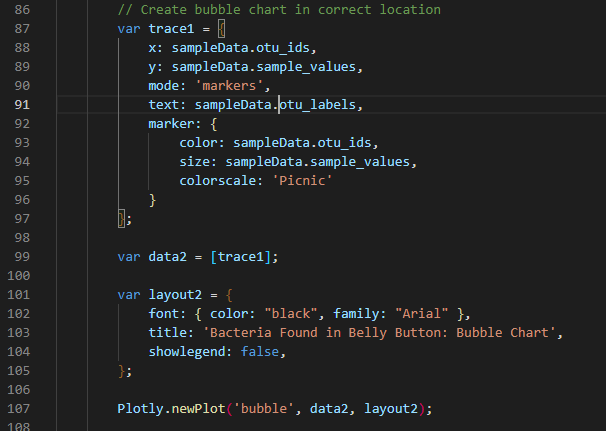 86 // Create bubble chart in correct location
87 var trace1 = {
88 x: sampleData.otu_ids,
89 y: sampleData.sample_values,
90 mode: 'markers',
91 text: sampleData.otu_labels,
92 marker: {
93 color: sampleData.otu_ids,
94 size: sampleData.sample_values,
95 colorscale: 'Picnic'
96 }
97 };
98
99 var data2 = [trace1];
100
101 var layout2 = {
102 font: { color: "black", family: "Arial" },
103 title: 'Bacteria Found in Belly Button: Bubble Chart',
104 showlegend: false,
105 };
106
107 Plotly.newPlot('bubble', data2, layout2);
108